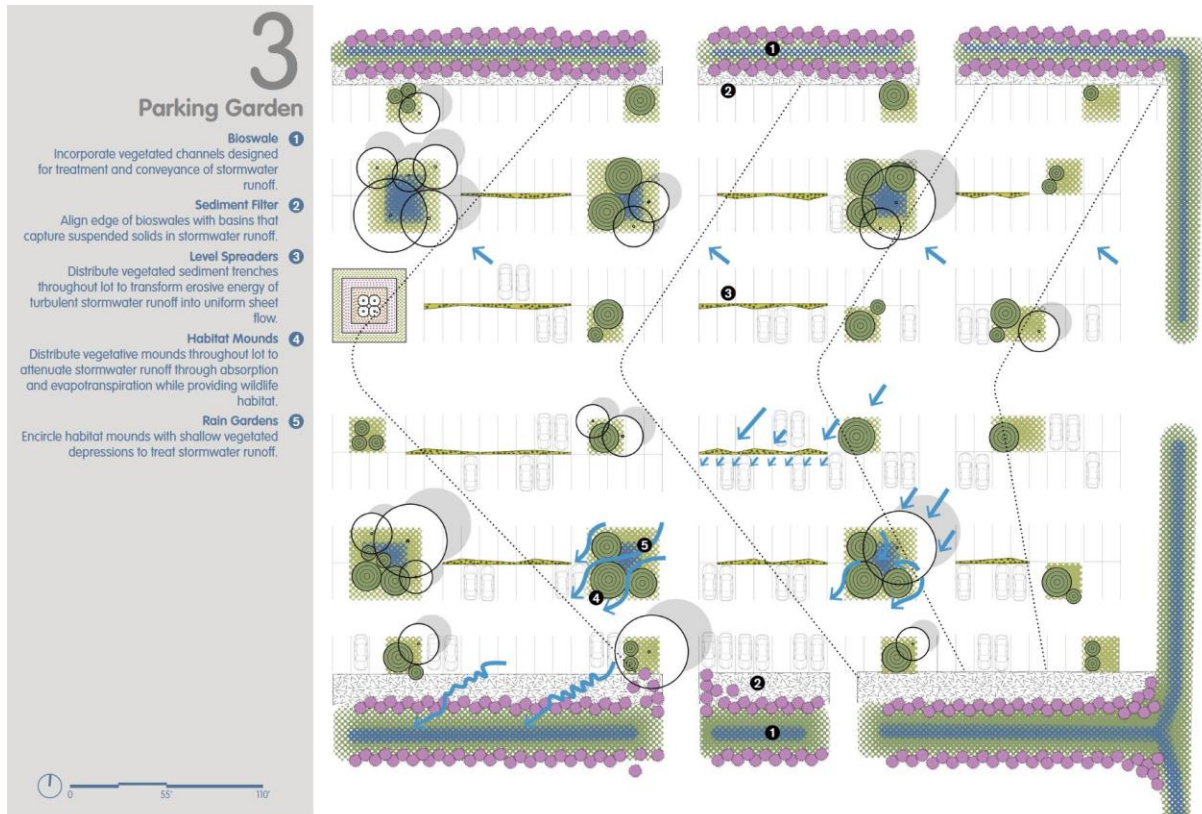 3
Parking Garden
Bioswale 1
Incorporate vegetated channels designed
for treatment and conveyance of stormwater
runoff.
Sediment Filter 2
Align edge of bioswales with basins that
capture suspended solids in stormwater runoff.
Level Spreaders 3
Distribute vegetated sediment trenches
throughout lot to transform erosive energy of
turbulent stormwater runoff into uniform sheet
flow.
Habitat Mounds 4
Distribute vegetative mounds throughout lot to
attenuate stormwater runoff through absorption
and evapotranspiration while providing wildlife
habitat.
Rain Gardens 5
Encircle habitat mounds with shallow vegetated
depressions to treat stormwater runoff.
0 55' 110'
1
2
3
5
4
2
1